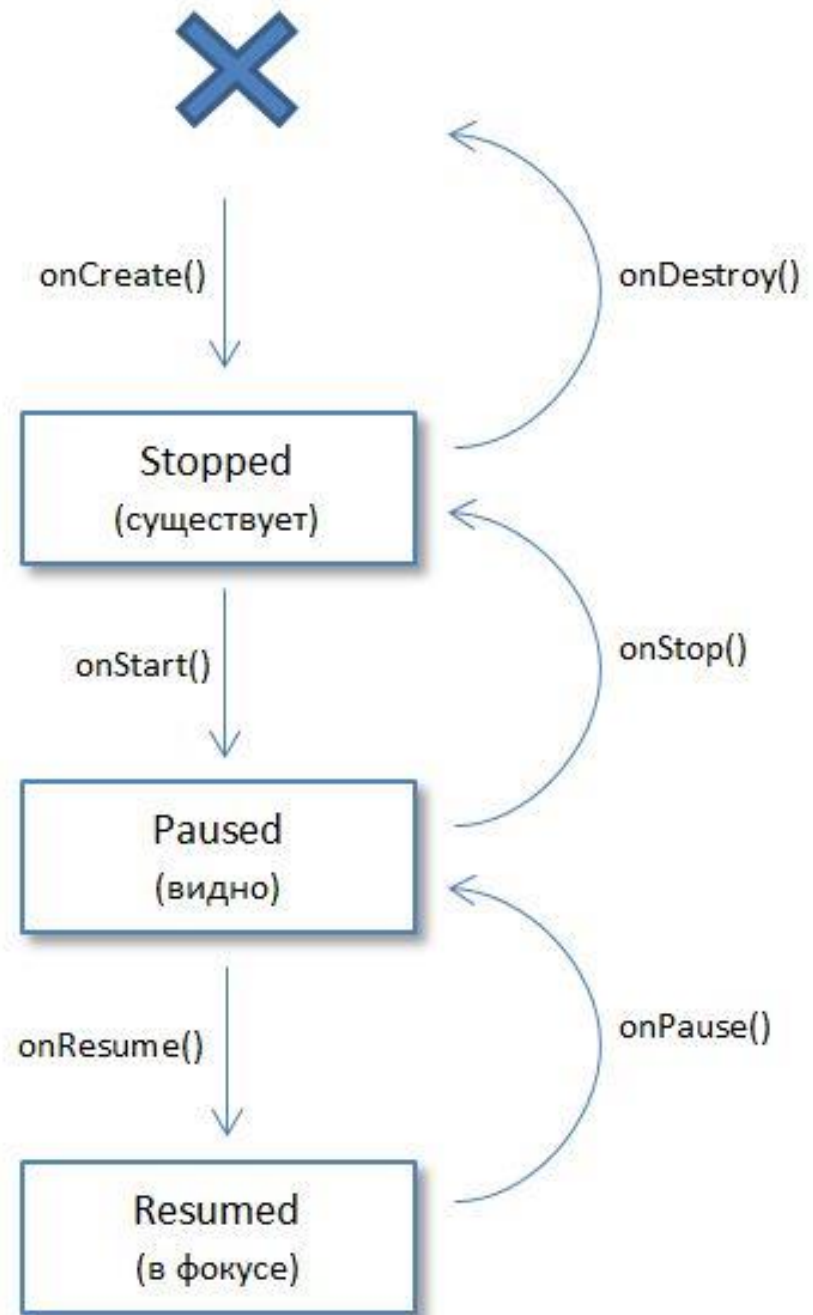 onCreate()
onDestroy()
Stopped
(существует)
onStart()
onStop()
Paused
(видно)
onResume()
onPause()
Resumed
(в фокусе)